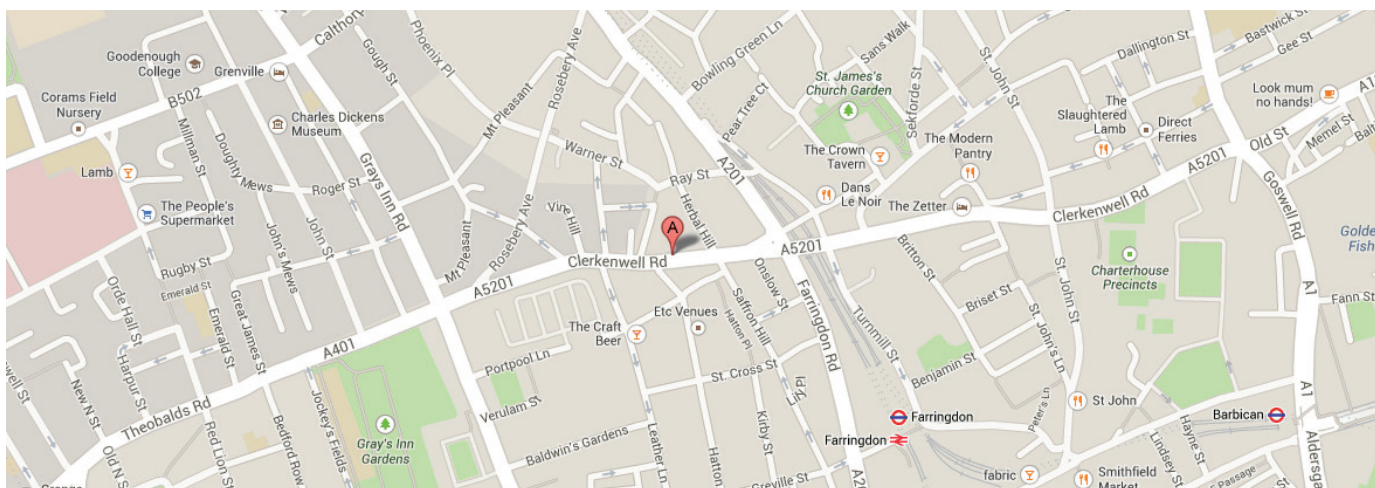 Goodenough
College
Calthorp
Grenville
Gough St
Phoenix Pl
Rosebery Ave
Bowling Green Ln
Sans Walk
St. John St
Dallington St
Bastwick St
Gee St
Corams Field
Nursery
B502
Charles Dickens
Museum
Mt Pleasant
Pear Tree Ct
St. James's
Church Garden
Sekforde St
The
Slaughtered
Lamb
Direct
Ferries
Look mum
no hands!
Old St
Memel St
Lamb
Millman St
Doughty
Mews
Roger St
Grays Inn Rd
Warner St
Ray St
A201
The Crown
Tavern
The Modern
Pantry
A5201
Goswell Rd
The People's
Supermarket
John St
John's Mews
Mt Pleasant
Rosebery Ave
Vine Hill
Herbal Hill
A
Dans
Le Noir
The Zetter
Clerkenwell Rd
Rugby St
Emerald St
A5201
Clerkenwell Rd
A5201
Britton St
Charterhouse
Precincts
Golde
Fish
Orde Hall St
Great James St
Emerald St
Etc Venues
Saffron Hill
Hatton Pl
Onslow St
Farringdon Rd
Turnmill St
Briset St
St. John's Ln
St. John St
A1
Fann St
New N St
Harpur St
A401
The Craft
Beer
Portpool Ln
St. Cross St
Benjamin St
Theobalds Rd
Jockey's Fields
Verulam St
Peter's Ln
St John
Farringdon
Barbican
A1
Old N S
Red Lion St
Bedford Row
Gray's Inn
Gardens
Baldwin's Gardens
Leather Ln
Hatton
Kirby St
Farringdon
Greville St
fabric
Smithfield
Market
Lindsey St
Hayne St
Passage
Aldersga